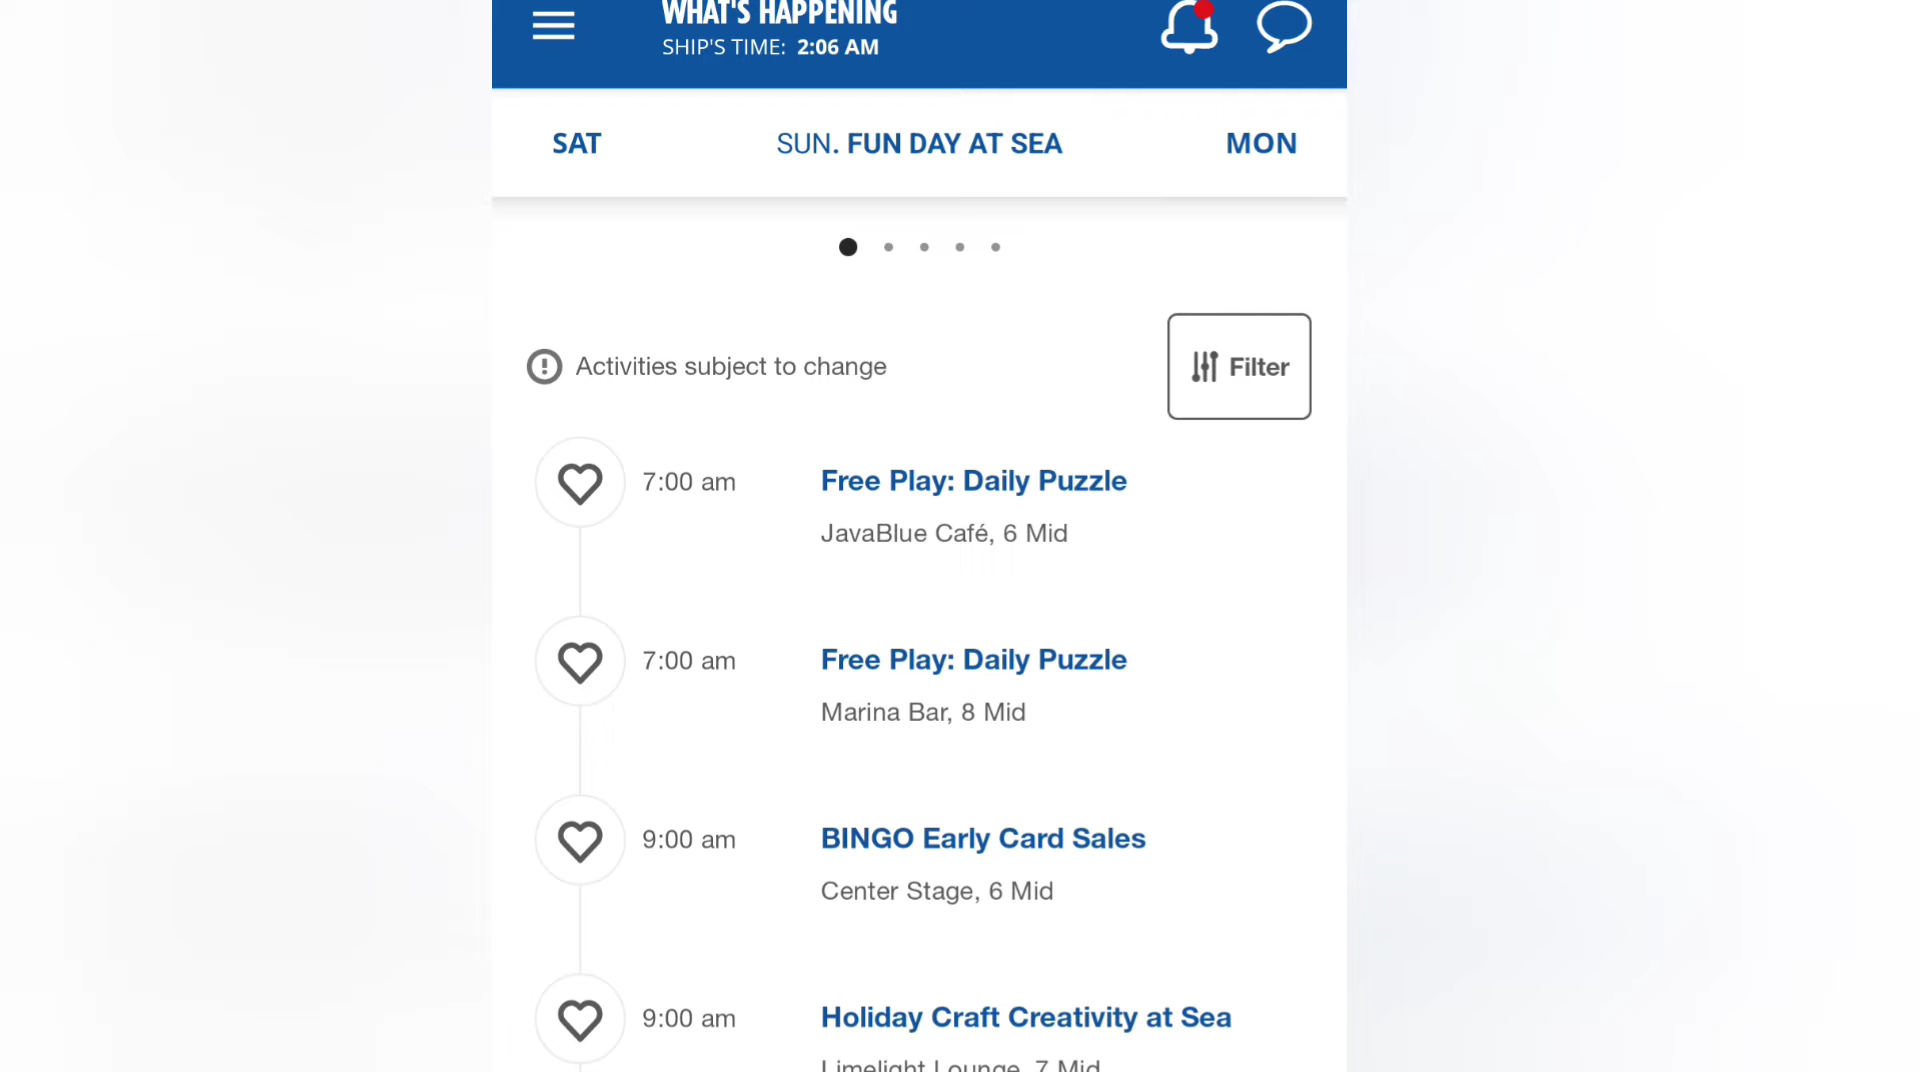 WHAT'S HAPPENING
SHIP'S TIME: 2:06 AM
SAT
SUN. FUN DAY AT SEA
MON
Activities subject to change
Filter
7:00 am
Free Play: Daily Puzzle
JavaBlue Café, 6 Mid
7:00 am
Free Play: Daily Puzzle
Marina Bar, 8 Mid
9:00 am
BINGO Early Card Sales
Center Stage, 6 Mid
9:00 am
Holiday Craft Creativity at Sea
Limelight Lounge, 7 Mid